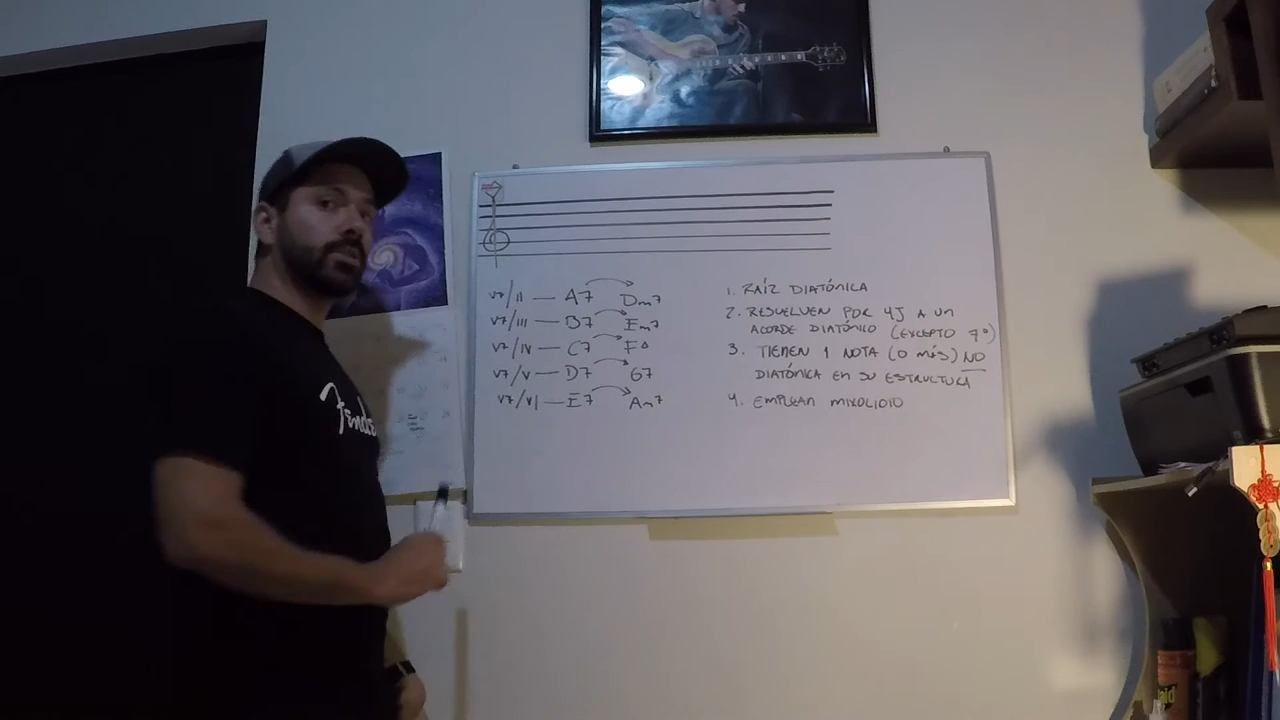 V7/II — A7 Dm7
V7/III — B7 Em7
V7/IV — C7 FΔ
V7/V — D7 G7
V7/VI — E7 Am7
1. RAÍZ DIATÓNICA
2. RESUELVEN POR 4J A UN
ACORDE DIATÓNICO (EXCEPTO 7º)
3. TIENEN 1 NOTA (O MÁS) NO
DIATÓNICA EN SU ESTRUCTURA
4. EMPLEAN MIXOLIDIO
Fende